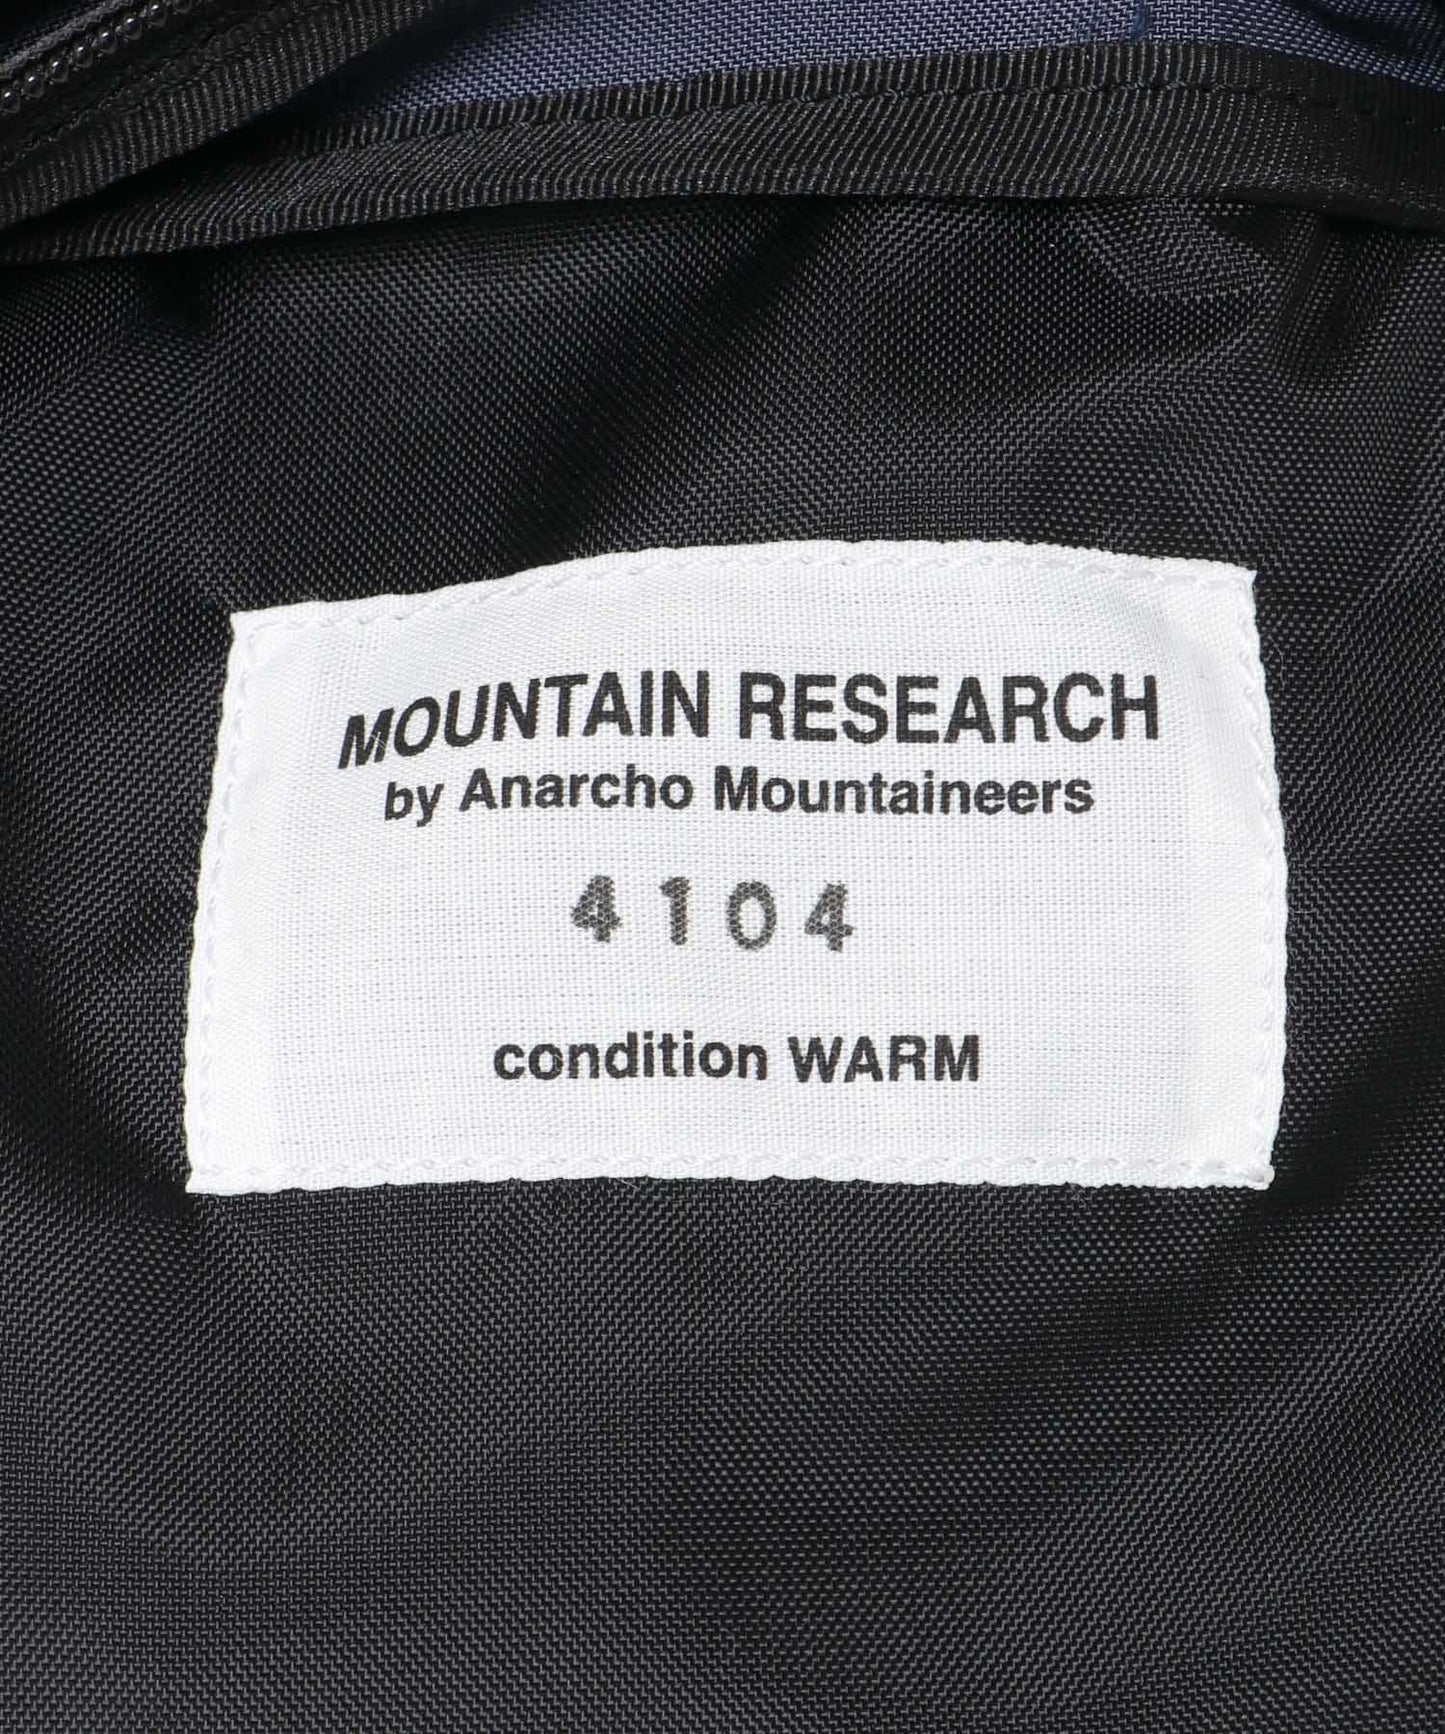 MOUNTAIN RESEARCH
by Anarcho Mountaineers
4104
condition WARM